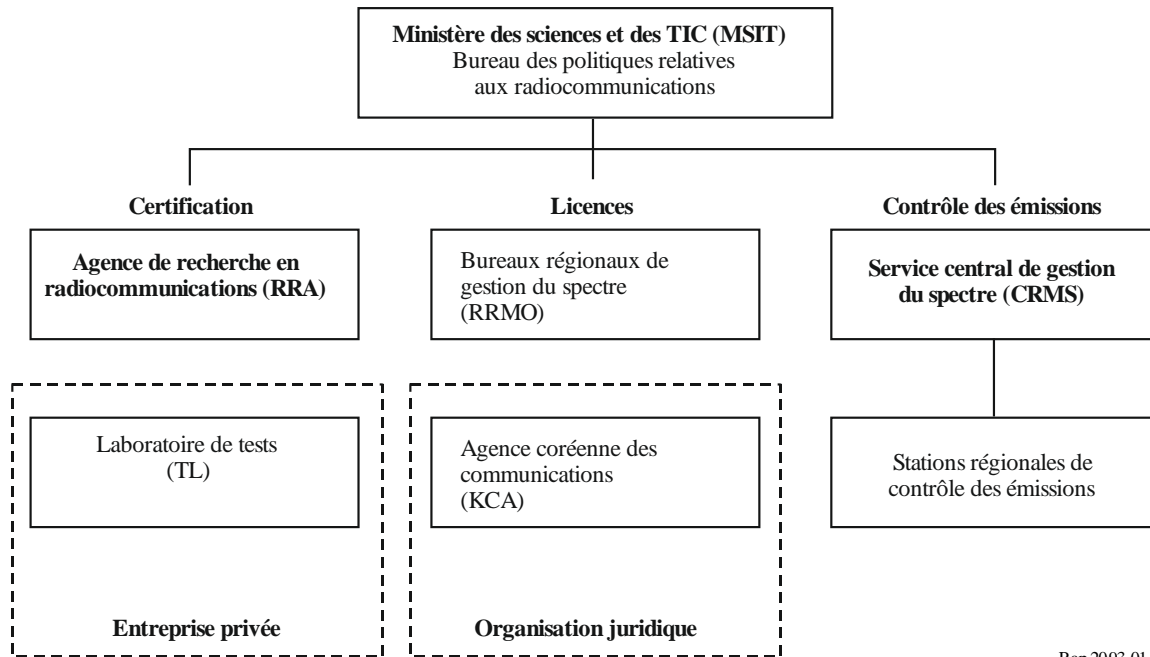 Ministère des sciences et des TIC (MSIT)
Bureau des politiques relatives
aux radiocommunications
Certification
Licences
Contrôle des émissions
Agence de recherche en
radiocommunications (RRA)
Bureaux régionaux de
gestion du spectre
(RRMO)
Service central de gestion
du spectre (CRMS)
Laboratoire de tests
(TL)
Agence coréenne des
communications
(KCA)
Stations régionales de
contrôle des émissions
Entreprise privée
Organisation juridique